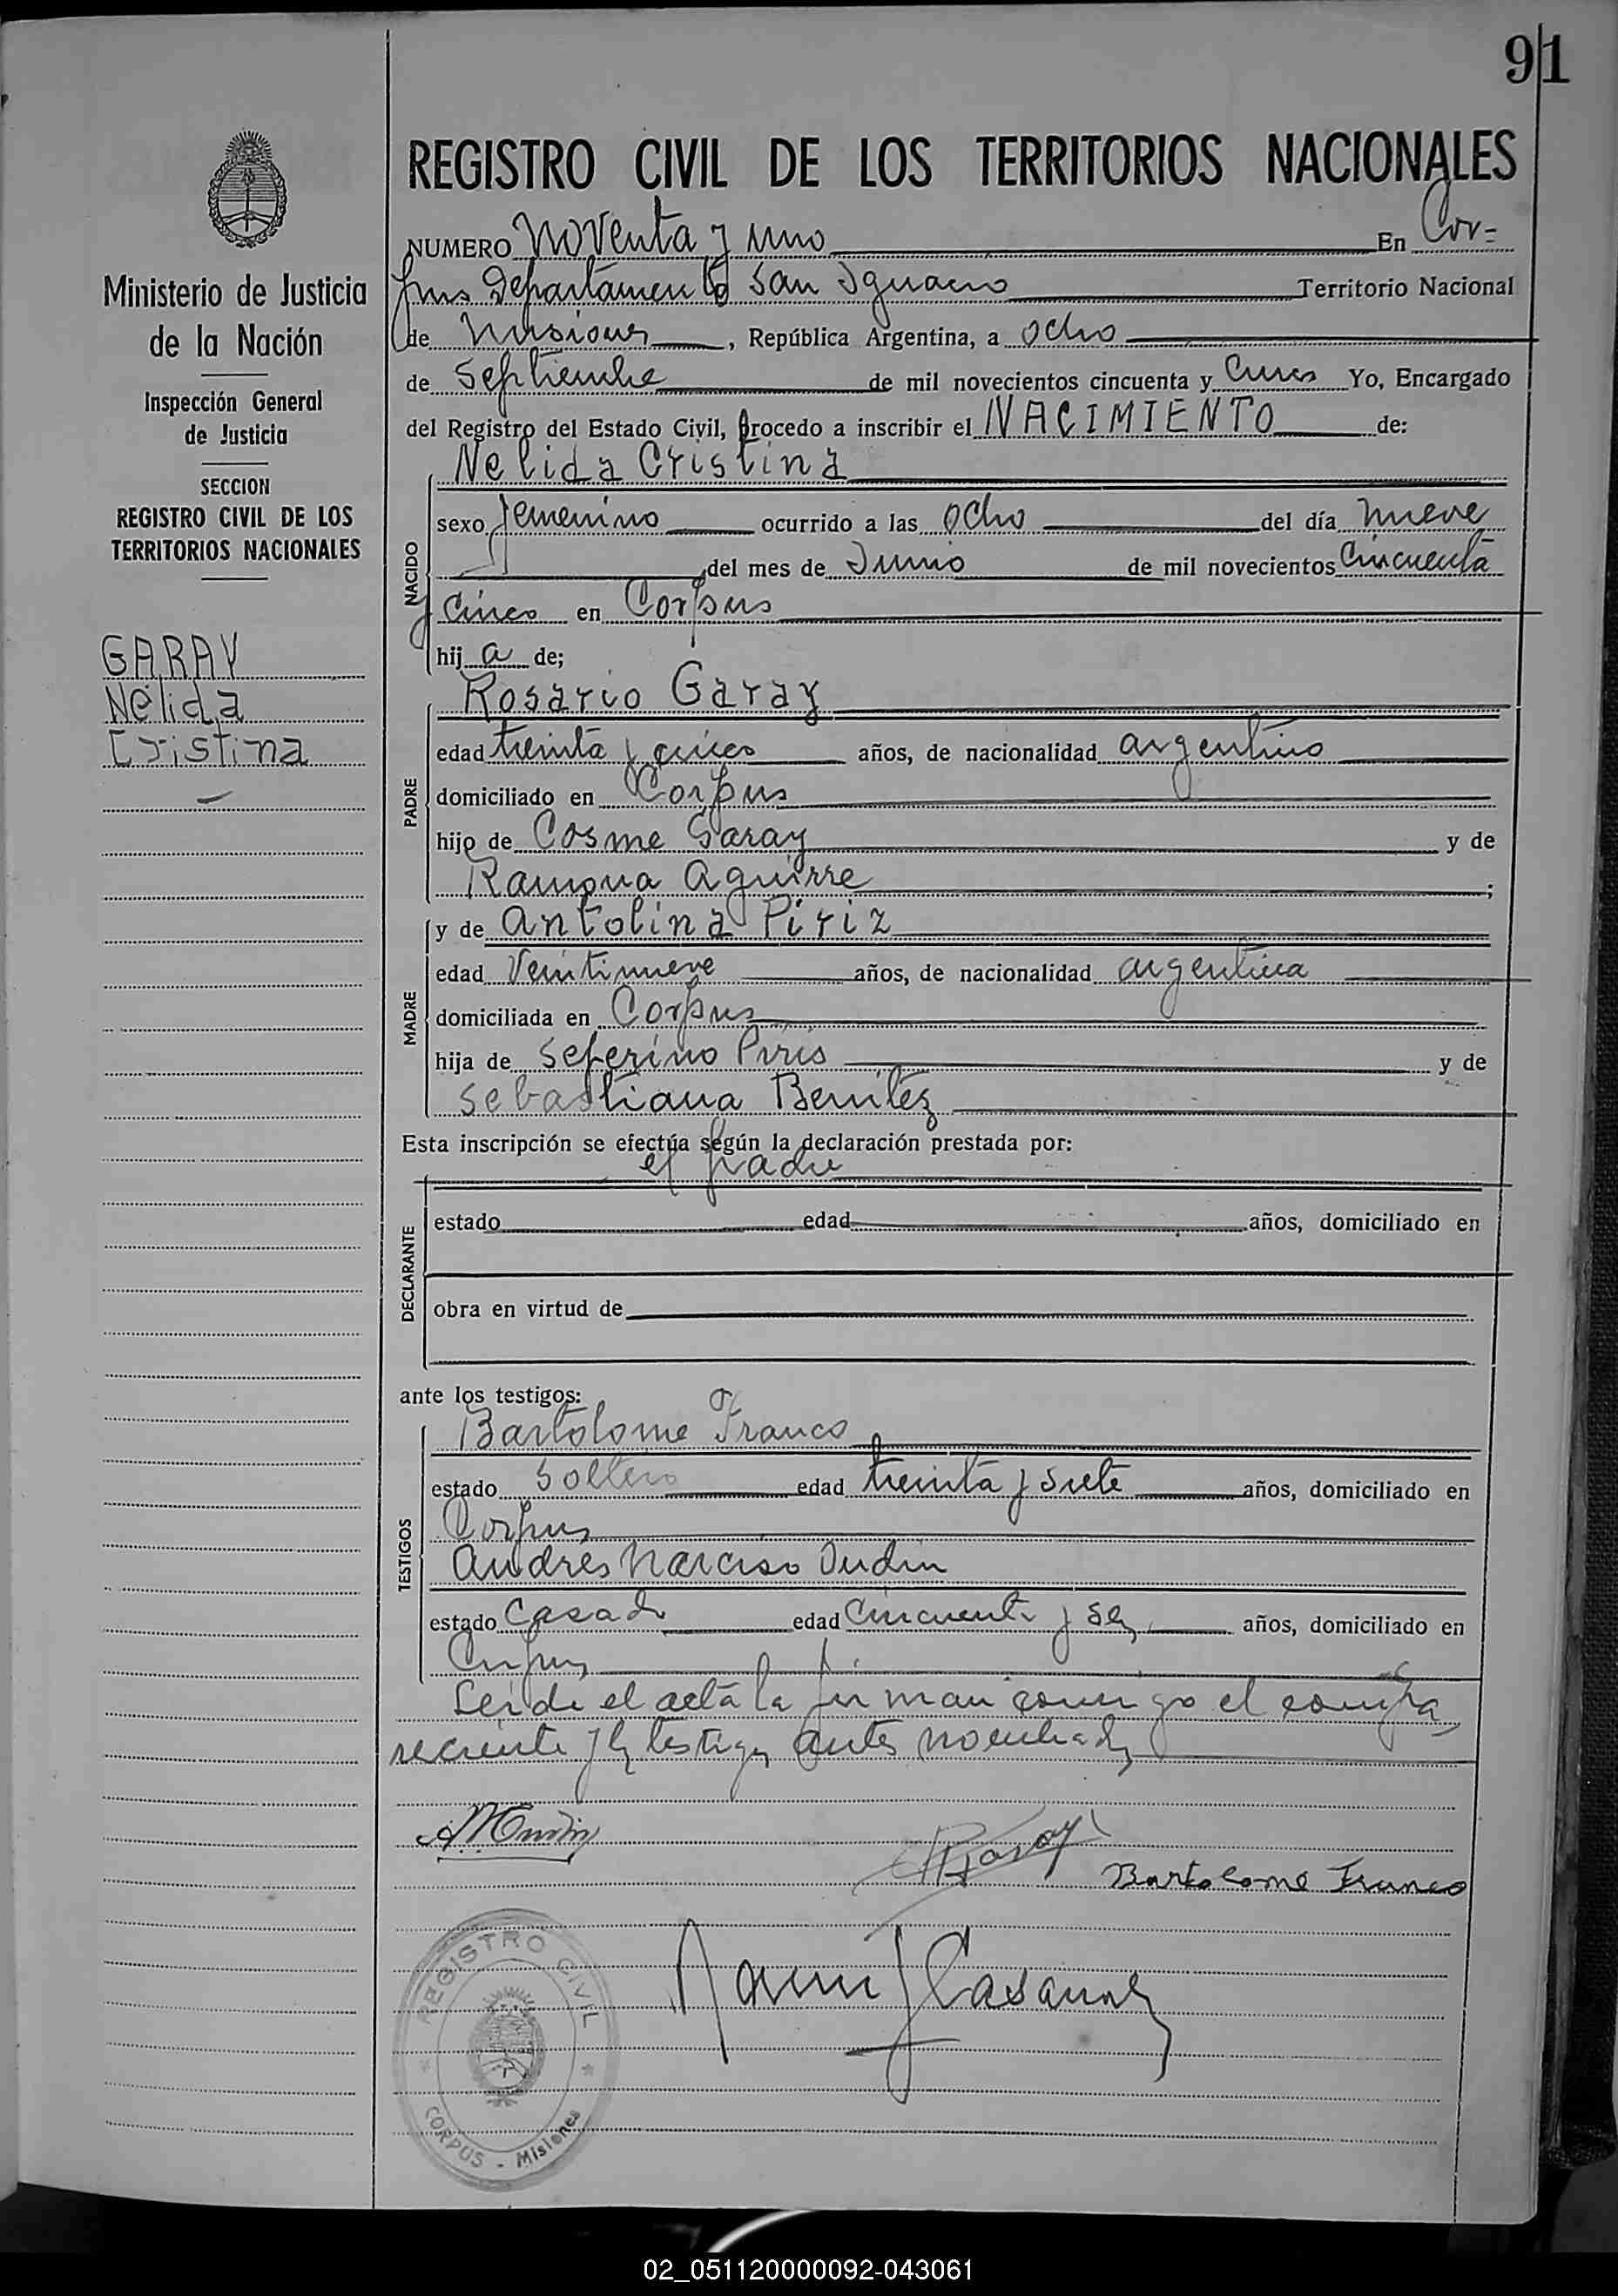 91
REGISTRO CIVIL DE LOS TERRITORIOS NACIONALES
NUMERO Noventa y uno En Cor=
pus Departamento San Ignacio Territorio Nacional
de Misiones, República Argentina, a ocho
de Septiembre de mil novecientos cincuenta y Cinco Yo, Encargado
del Registro del Estado Civil, procedo a inscribir el NACIMIENTO de:
Ministerio de Justicia
de la Nación
Inspección General
de Justicia
SECCION
REGISTRO CIVIL DE LOS
TERRITORIOS NACIONALES
GARAY
Nélida
Cristina
NACIDO
Nelida Cristina
sexo femenino ocurrido a las ocho del día nueve
del mes de Junio de mil novecientos Cincuenta
y Cinco en Corpus
hij a de;
PADRE
Rosario Garay
edad treinta y cinco años, de nacionalidad argentino
domiciliado en Corpus
hijo de Cosme Garay y de
Ramona Aguirre;
MADRE
y de Antolina Piriz
edad Veintinueve años, de nacionalidad argentina
domiciliada en Corpus
hija de Seferino Piris y de
Sebastiana Benitez
Esta inscripción se efectúa según la declaración prestada por:
el padre
DECLARANTE
estado edad años, domiciliado en
obra en virtud de
ante los testigos:
TESTIGOS
Bartolome Franco
estado Soltero edad treinta y siete años, domiciliado en
Corpus
Andrés Narciso Oudin
estado Casado edad Cincuenta y seis años, domiciliado en
Corpus
Leida el acta la firman conmigo el compa
reciente y los testigos antes nombrados
A N Oudin
R Garay
Bartolome Franco
REGISTRO CIVIL
CORPUS - Misiones
02_051120000092-043061